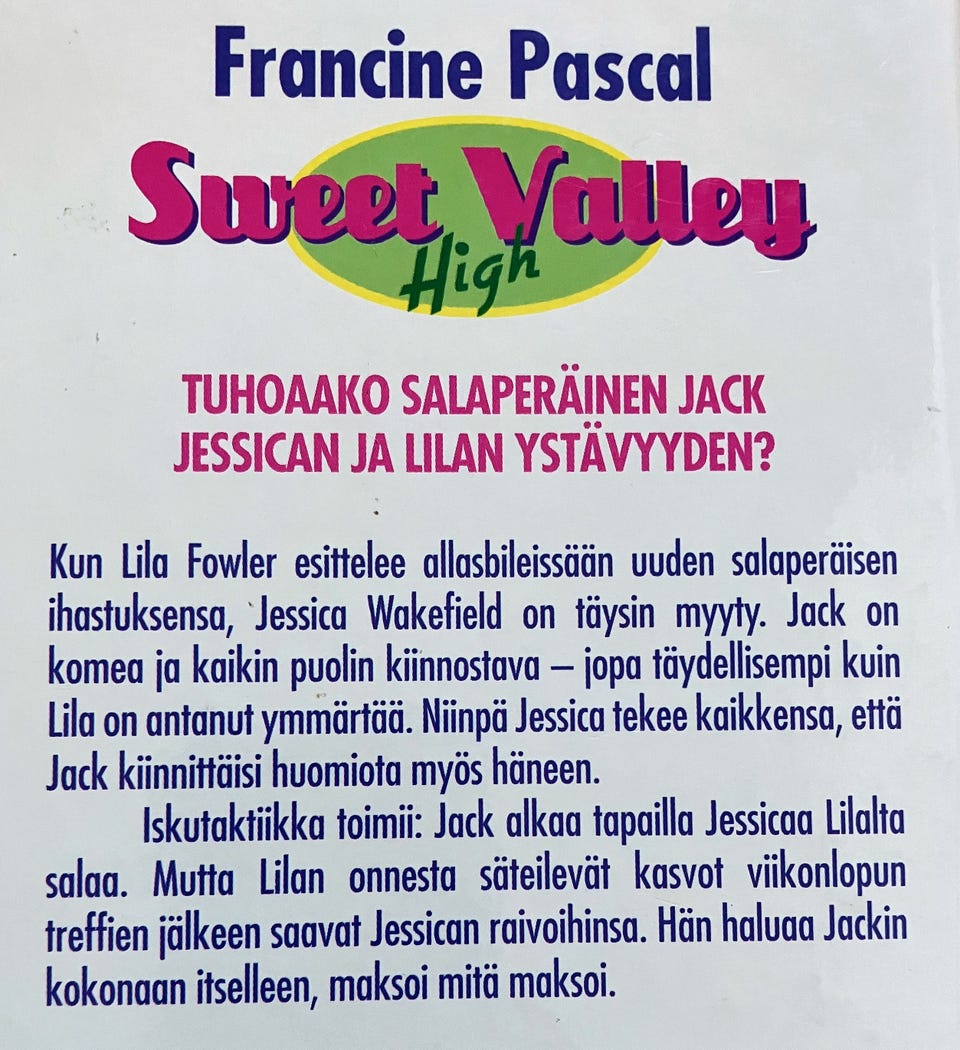 Francine Pascal
Sweet Valley
High
TUHOAAKO SALAPERÄINEN JACK
JESSICAN JA LILAN YSTÄVYYDEN?
Kun Lila Fowler esittelee allasbileissään uuden salaperäisen
ihastuksensa, Jessica Wakefield on täysin myyty. Jack on
komea ja kaikin puolin kiinnostava – jopa täydellisempi kuin
Lila on antanut ymmärtää. Niinpä Jessica tekee kaikkensa, että
Jack kiinnittäisi huomiota myös häneen.
Iskutaktiikka toimii: Jack alkaa tapailla Jessicaa Lilalta
salaa. Mutta Lilan onnesta säteilevät kasvot viikonlopun
treffien jälkeen saavat Jessican raivoihinsa. Hän haluaa Jackin
kokonaan itselleen, maksoi mitä maksoi.